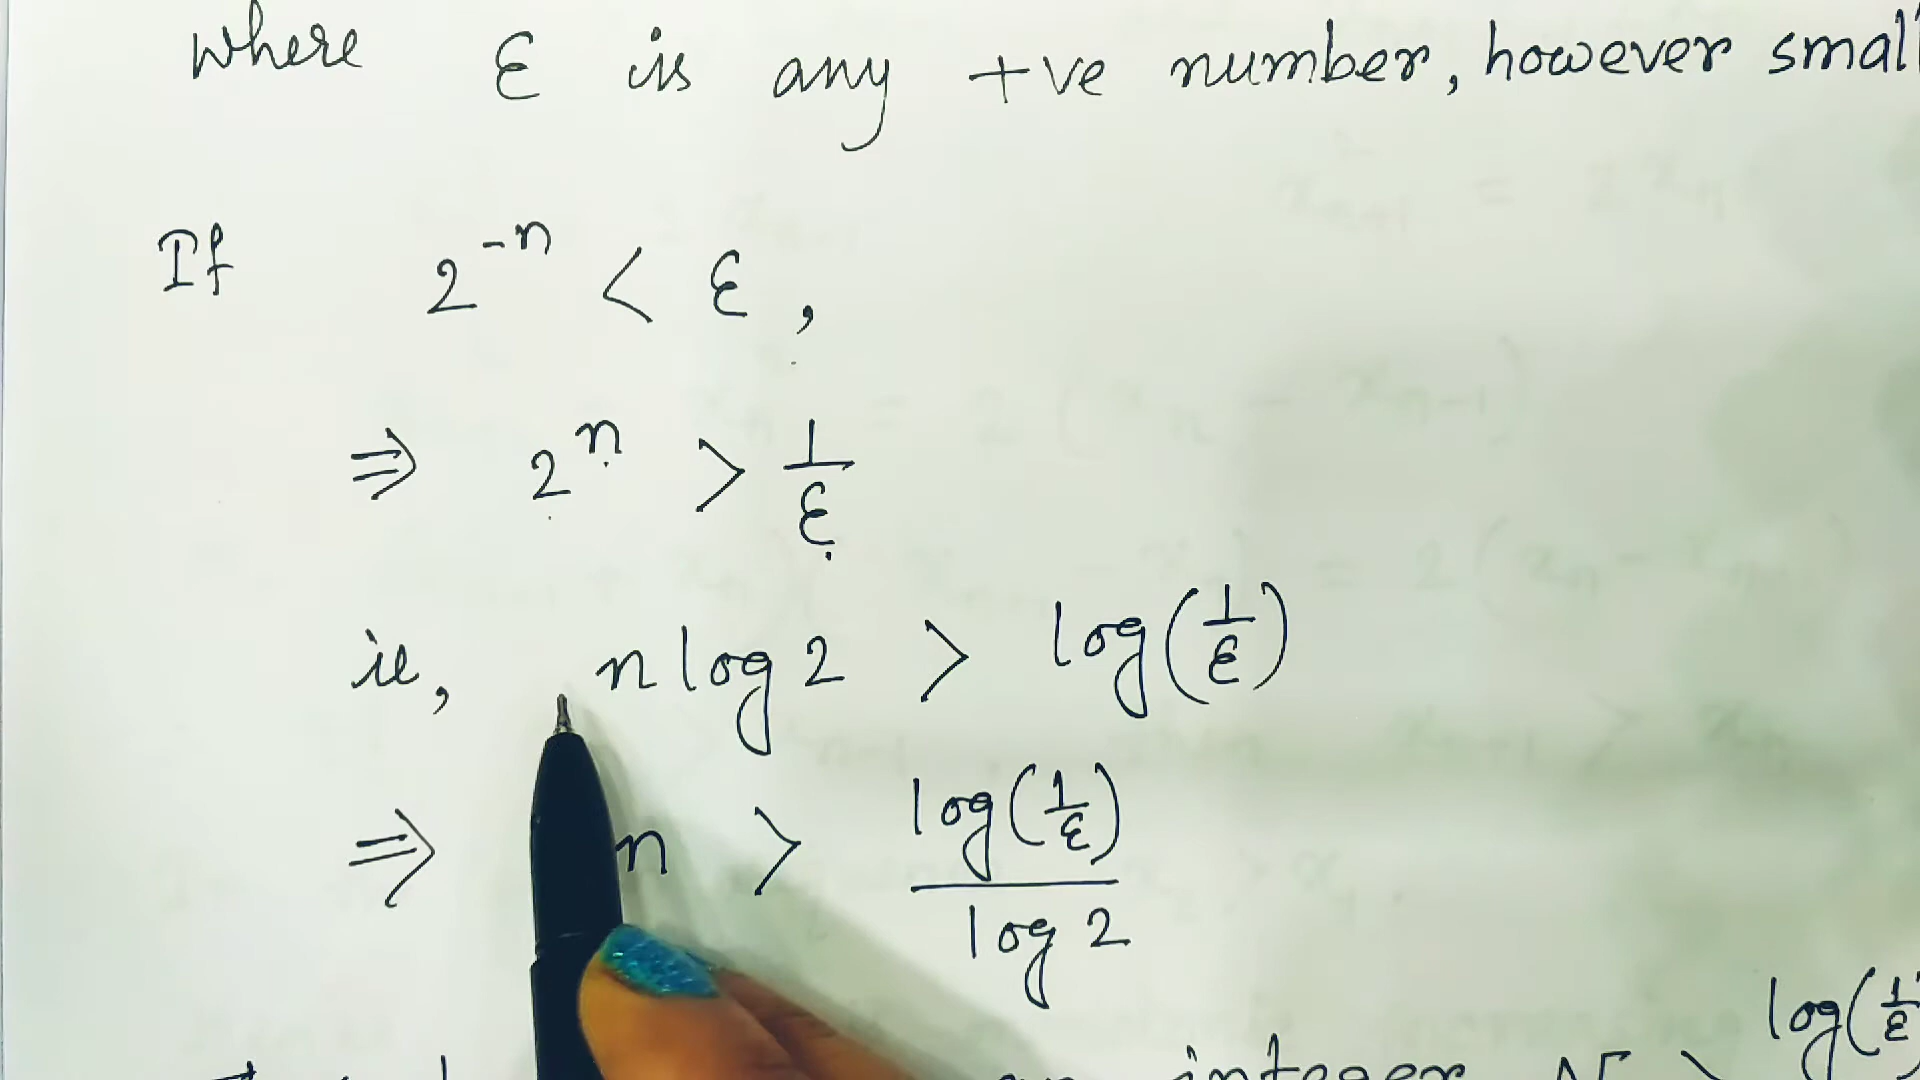 where ε is any +ve number, however small
If 2^{-n} < ε,
⇒ 2^n > 1/ε
ie, n log 2 > log(1/ε)
⇒ n > log(1/ε) / log 2
integer N > log(1/ε)